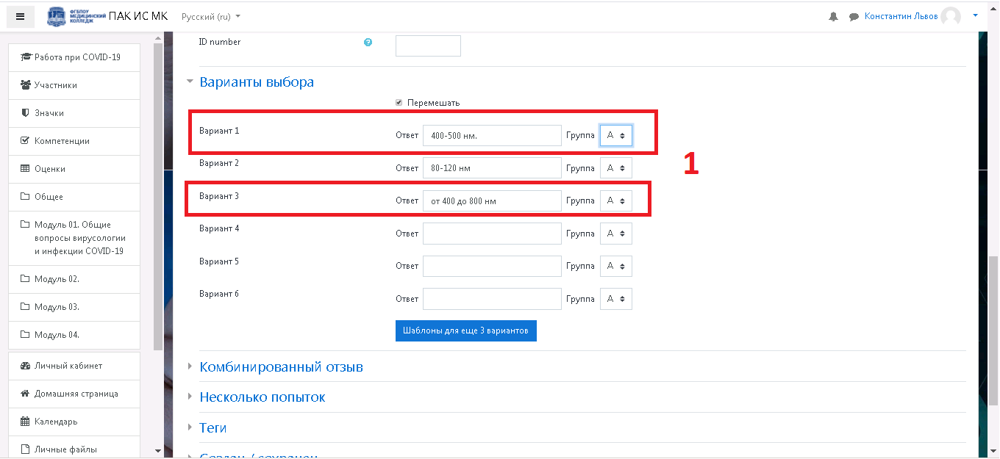 ФГБПОУ
МЕДИЦИНСКИЙ
КОЛЛЕДЖ
ПАК ИС МК
Русский (ru)
Константин Львов
Работа при COVID-19
Участники
Значки
Компетенции
Оценки
Общее
Модуль 01. Общие
вопросы вирусологии
и инфекции COVID-19
Модуль 02.
Модуль 03.
Модуль 04.
Личный кабинет
Домашняя страница
Календарь
Личные файлы
ID number
Варианты выбора
Перемешать
Вариант 1 Ответ 400-500 нм. Группа A
1
Вариант 2 Ответ 80-120 нм Группа A
Вариант 3 Ответ от 400 до 800 нм Группа A
Вариант 4 Ответ Группа A
Вариант 5 Ответ Группа A
Вариант 6 Ответ Группа A
Шаблоны для еще 3 вариантов
Комбинированный отзыв
Несколько попыток
Теги
Создан / сохранен